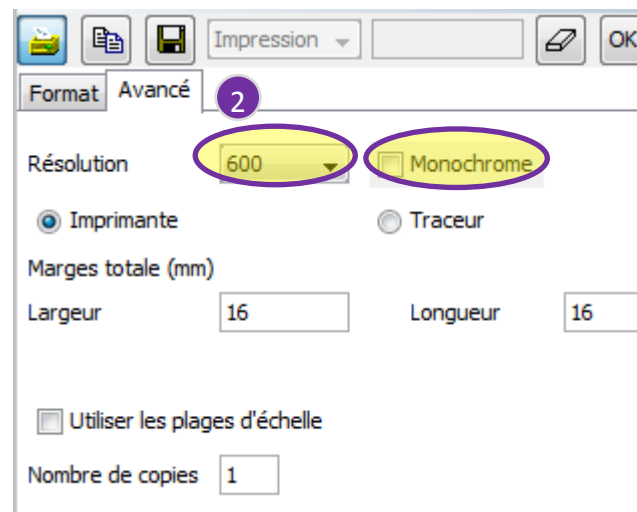 Impression OK
Format Avancé 2
Résolution 600 Monochrome
Imprimante Traceur
Marges totale (mm)
Largeur 16 Longueur 16
Utiliser les plages d'échelle
Nombre de copies 1